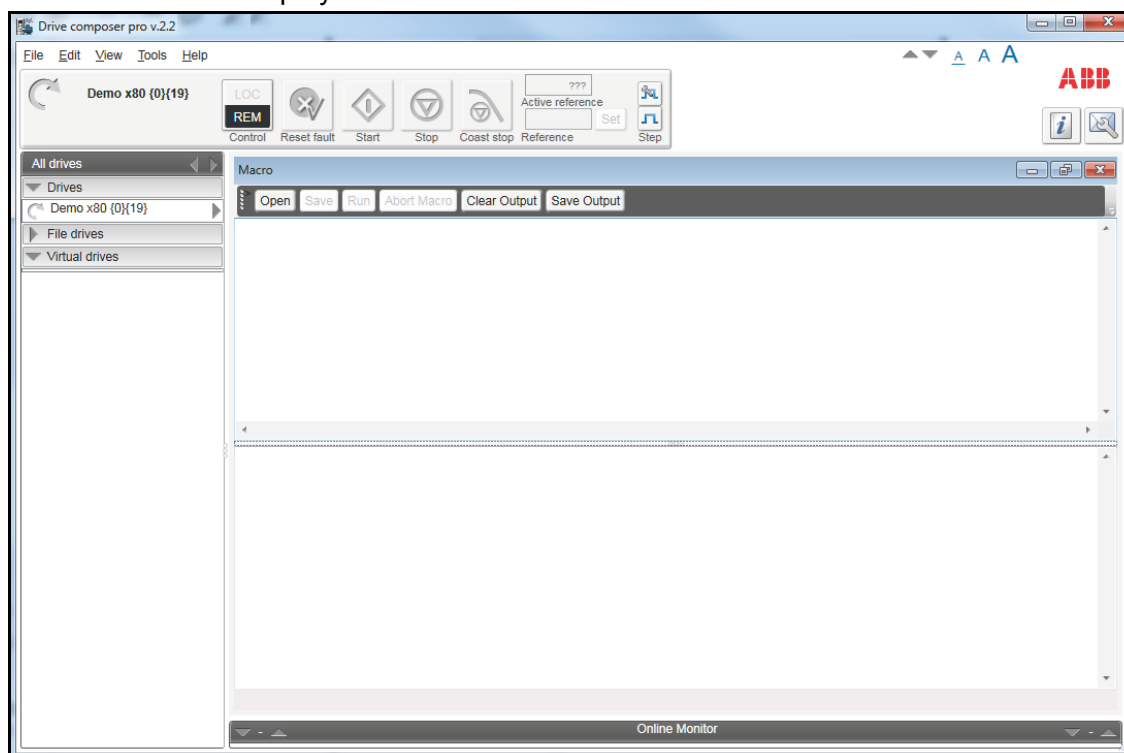 play
Drive composer pro v.2.2
File Edit View Tools Help
A A A
ABB
Demo x80 {0}{19}
LOC
REM
Control
Reset fault
Start
Stop
Coast stop
???
Active reference
Set
Reference
Step
i
All drives
Drives
Demo x80 {0}{19}
File drives
Virtual drives
Macro
Open Save Run Abort Macro Clear Output Save Output
- Online Monitor -